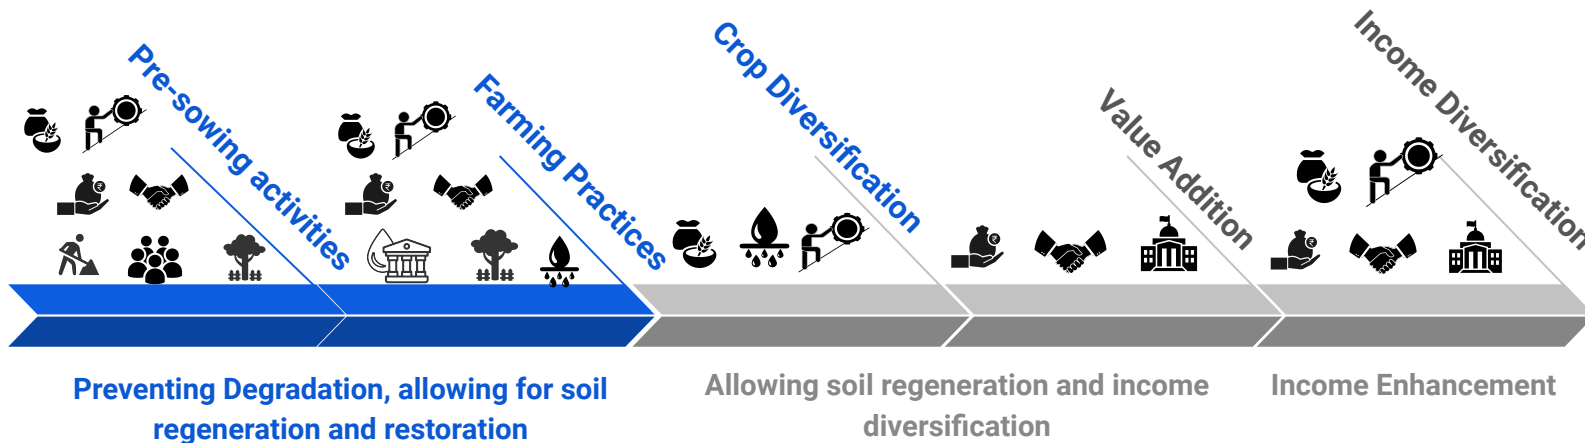 Pre-sowing activities
Farming Practices
Crop Diversification
Value Addition
Income Diversification
₹
₹
₹
₹
Preventing Degradation, allowing for soil
regeneration and restoration
Allowing soil regeneration and income
diversification
Income Enhancement